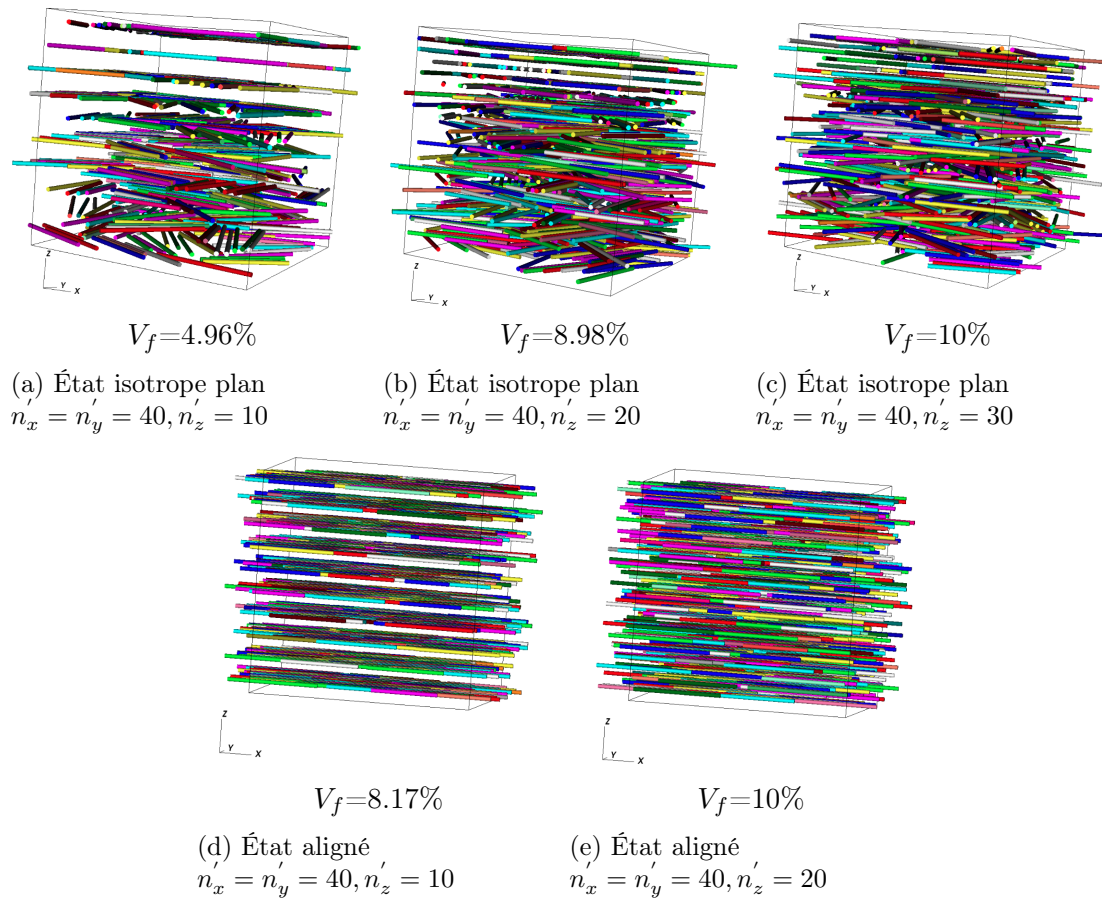 Z
Y X
Z
Y X
Z
Y X
V_f=4.96%
V_f=8.98%
V_f=10%
(a) État isotrope plan
n'_x = n'_y = 40, n'_z = 10
(b) État isotrope plan
n'_x = n'_y = 40, n'_z = 20
(c) État isotrope plan
n'_x = n'_y = 40, n'_z = 30
Z
Y X
Z
Y X
V_f=8.17%
V_f=10%
(d) État aligné
n'_x = n'_y = 40, n'_z = 10
(e) État aligné
n'_x = n'_y = 40, n'_z = 20